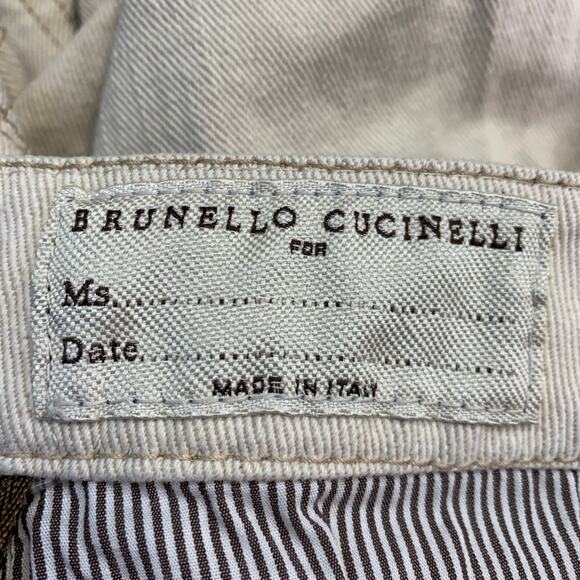 BRUNELLO CUCINELLI
FOR
Ms..............................
Date..............................
MADE IN ITALY